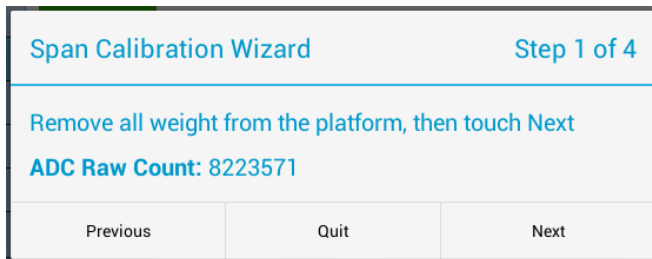 Span Calibration Wizard Step 1 of 4
Remove all weight from the platform, then touch Next
ADC Raw Count: 8223571
Previous Quit Next